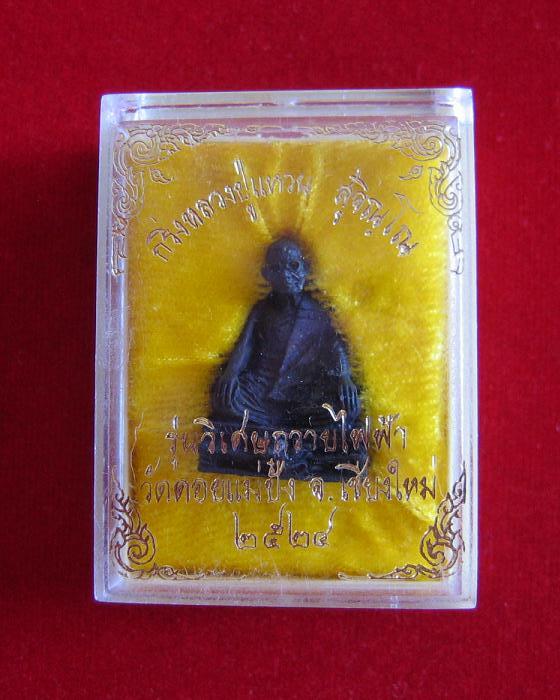 กริ่งหลวงปู่แหวน สุจิณฺโณ
รุ่นวิเศษถวายไฟฟ้า
วัดดอยแม่ปั๋ง จ.เชียงใหม่
๒๕๒๔